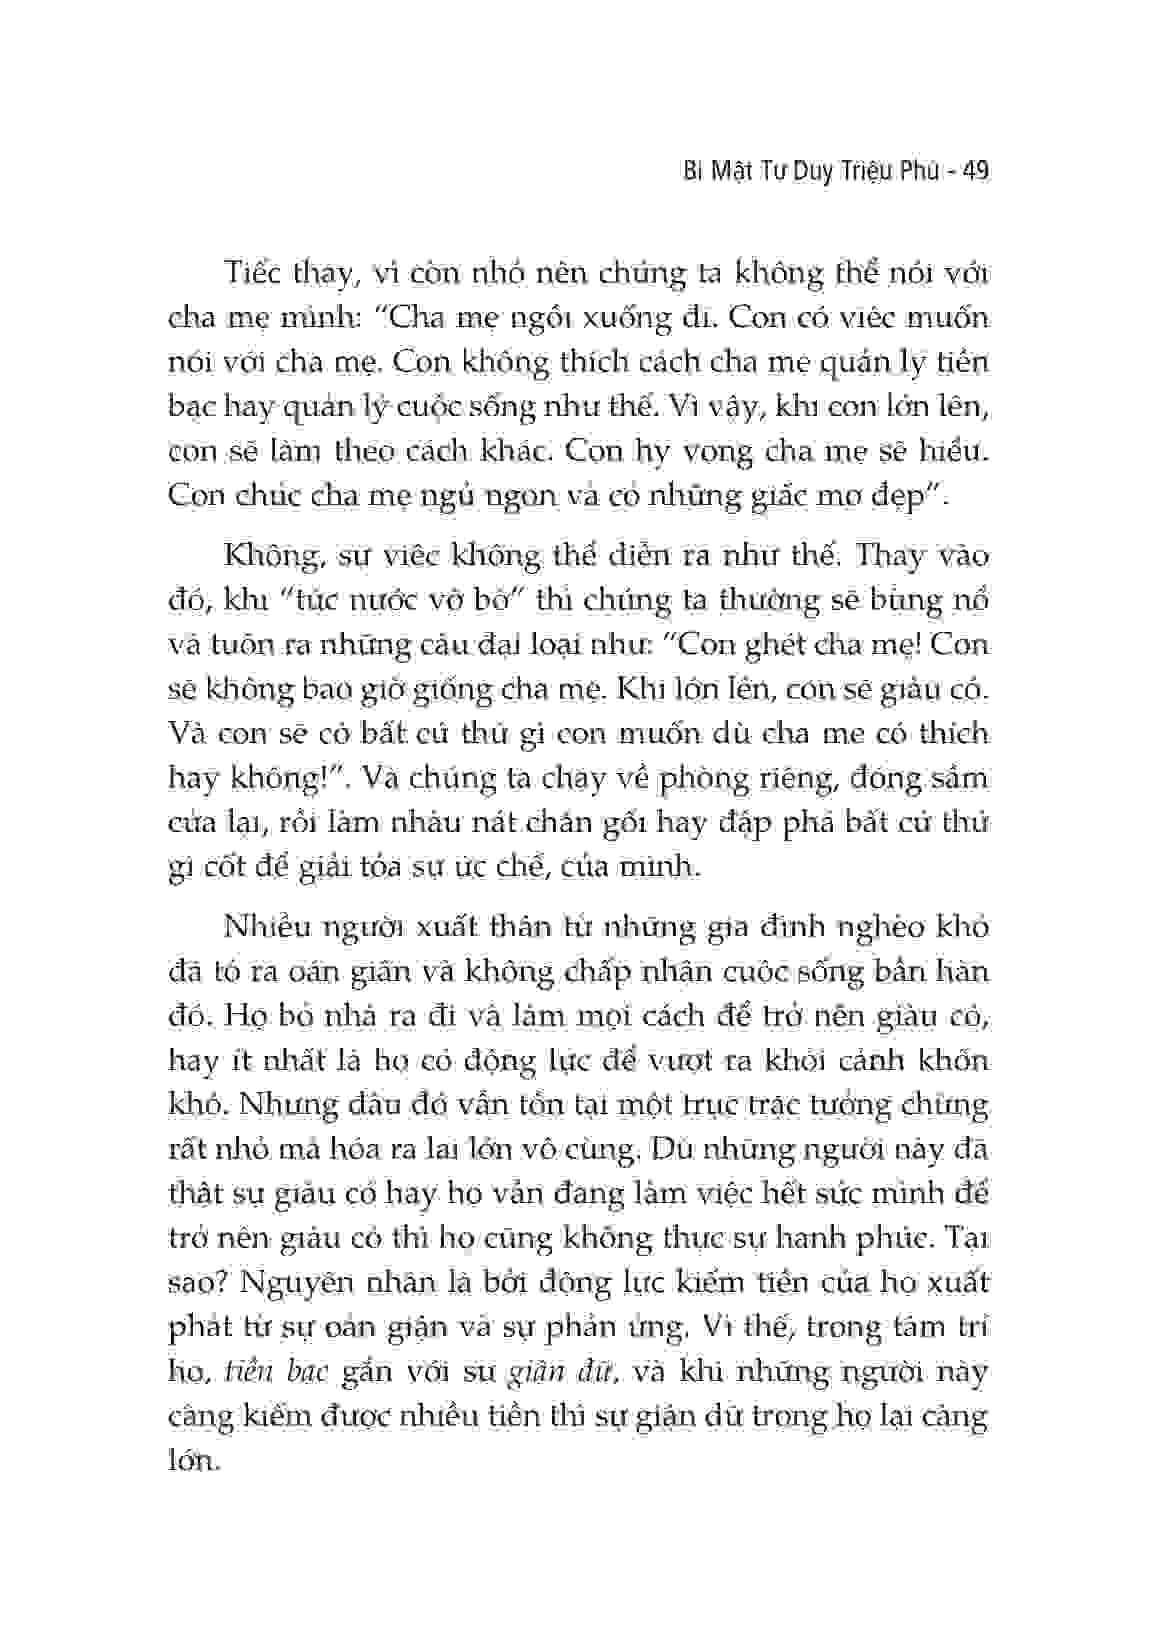 Bí Mật Tư Duy Triệu Phú - 49
Tiếc thay, vì còn nhỏ nên chúng ta không thể nói với
cha mẹ mình: “Cha mẹ ngồi xuống đi. Con có việc muốn
nói với cha mẹ. Con không thích cách cha mẹ quản lý tiền
bạc hay quản lý cuộc sống như thế. Vì vậy, khi con lớn lên,
con sẽ làm theo cách khác. Con hy vọng cha mẹ sẽ hiểu.
Con chúc cha mẹ ngủ ngon và có những giấc mơ đẹp”.
Không, sự việc không thể diễn ra như thế. Thay vào
đó, khi “tức nước vỡ bờ” thì chúng ta thường sẽ bùng nổ
và tuôn ra những câu đại loại như: “Con ghét cha mẹ! Con
sẽ không bao giờ giống cha mẹ. Khi lớn lên, con sẽ giàu có.
Và con sẽ có bất cứ thứ gì con muốn dù cha mẹ có thích
hay không!”. Và chúng ta chạy về phòng riêng, đóng sầm
cửa lại, rồi làm nhàu nát chăn gối hay đập phá bất cứ thứ
gì cốt để giải tỏa sự ức chế, của mình.
Nhiều người xuất thân từ những gia đình nghèo khó
đã tỏ ra oán giận và không chấp nhận cuộc sống bần hàn
đó. Họ bỏ nhà ra đi và làm mọi cách để trở nên giàu có,
hay ít nhất là họ có động lực để vượt ra khỏi cảnh khốn
khó. Nhưng đâu đó vẫn tồn tại một trục trặc tưởng chừng
rất nhỏ mà hóa ra lại lớn vô cùng. Dù những người này đã
thật sự giàu có hay họ vẫn đang làm việc hết sức mình để
trở nên giàu có thì họ cũng không thực sự hạnh phúc. Tại
sao? Nguyên nhân là bởi động lực kiếm tiền của họ xuất
phát từ sự oán giận và sự phản ứng. Vì thế, trong tâm trí
họ, tiền bạc gắn với sự giận dữ, và khi những người này
càng kiếm được nhiều tiền thì sự giận dữ trong họ lại càng
lớn.